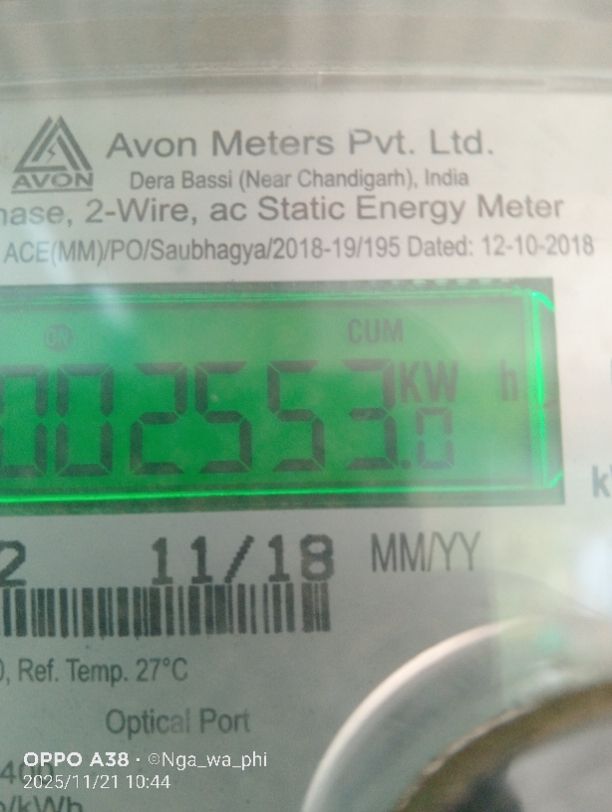 Avon Meters Pvt. Ltd.
AVON
Dera Bassi (Near Chandigarh), India
2-Wire, ac Static Energy Meter
ACE(MM)/PO/Saubhagya/2018-19/195 Dated: 12-10-2018
ON CUM
002553.0 KW h
2 11/18 MM/YY
Ref. Temp. 27°C
Optical Port
OPPO A38 · ©Nga_wa_phi
2025/11/21 10:44